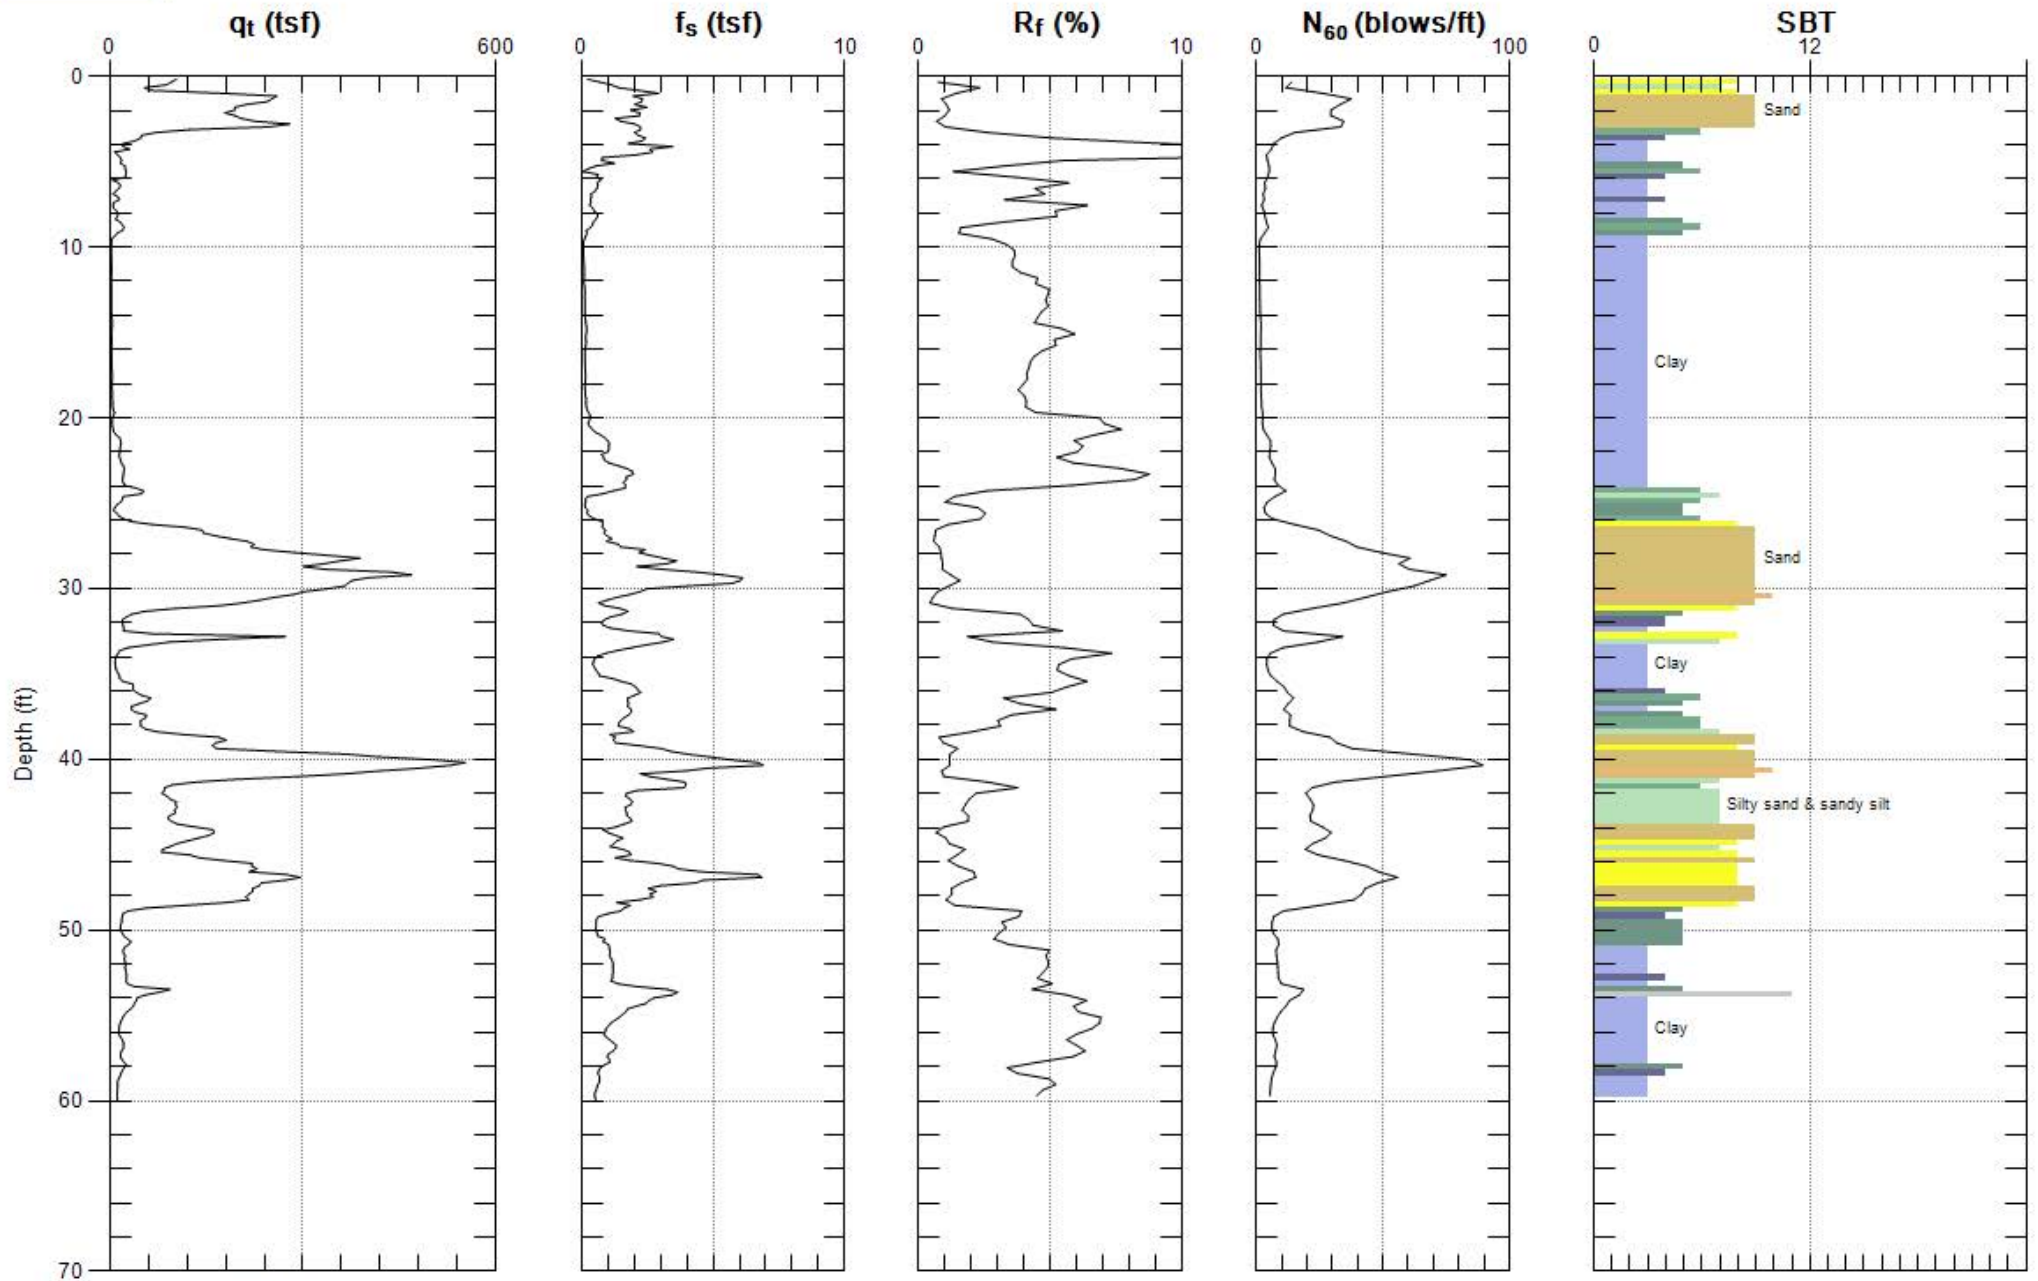 qt (tsf) fs (tsf) Rf (%) N60 (blows/ft) SBT
0 600 0 10 0 10 0 100 0 12
0
Sand
10
Clay
20
Sand
30
Clay
Depth (ft)
40
Silty sand & sandy silt
50
Clay
60
70